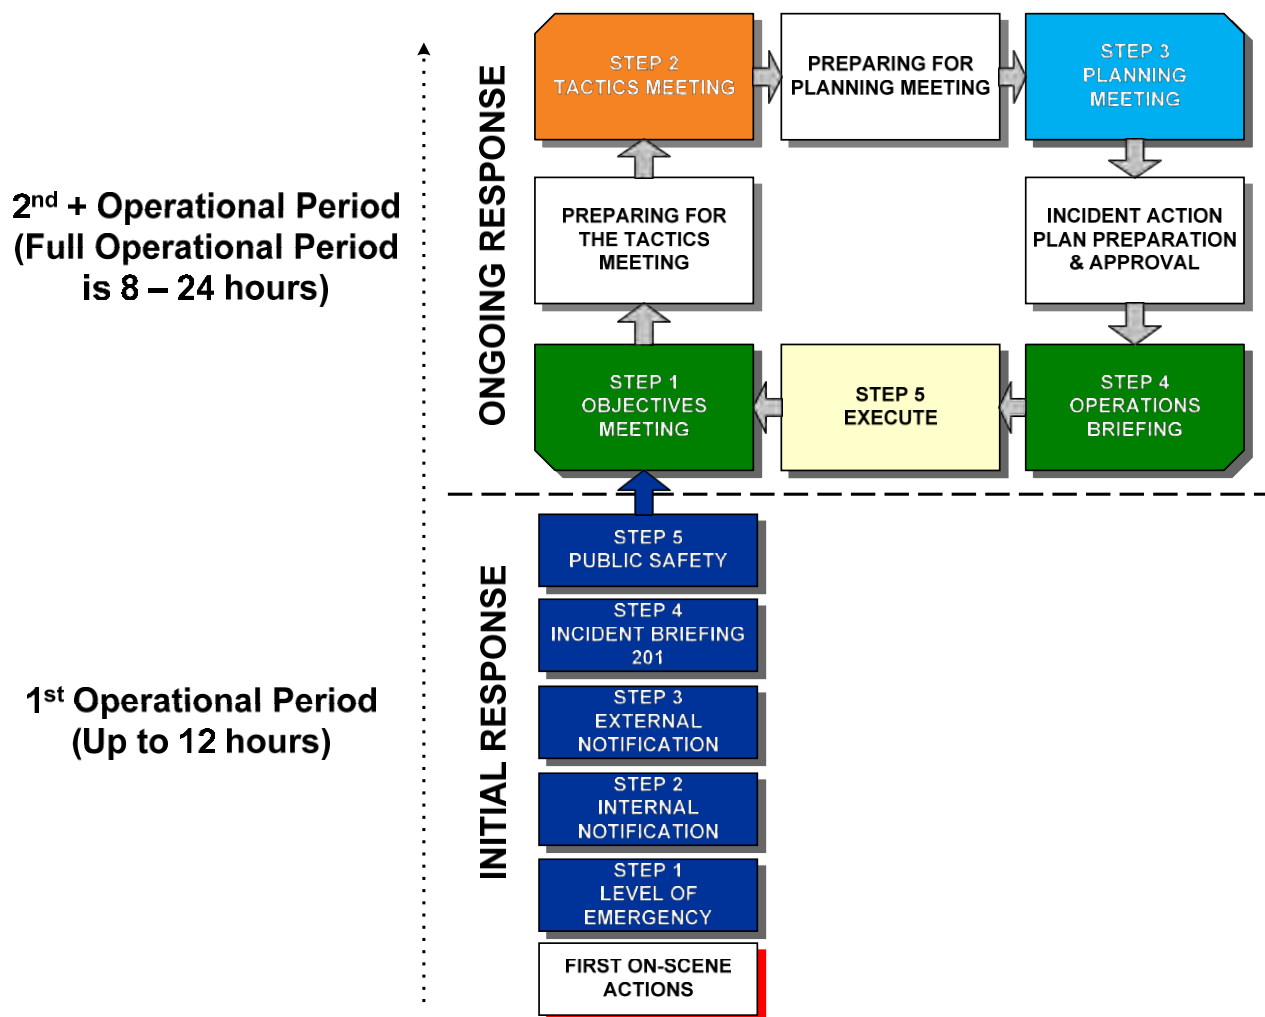 STEP 2
TACTICS MEETING
PREPARING FOR
PLANNING MEETING
STEP 3
PLANNING
MEETING
2nd + Operational Period
(Full Operational Period
is 8 – 24 hours)
ONGOING RESPONSE
PREPARING FOR
THE TACTICS
MEETING
INCIDENT ACTION
PLAN PREPARATION
& APPROVAL
STEP 1
OBJECTIVES
MEETING
STEP 5
EXECUTE
STEP 4
OPERATIONS
BRIEFING
1st Operational Period
(Up to 12 hours)
INITIAL RESPONSE
STEP 5
PUBLIC SAFETY
STEP 4
INCIDENT BRIEFING
201
STEP 3
EXTERNAL
NOTIFICATION
STEP 2
INTERNAL
NOTIFICATION
STEP 1
LEVEL OF
EMERGENCY
FIRST ON-SCENE
ACTIONS